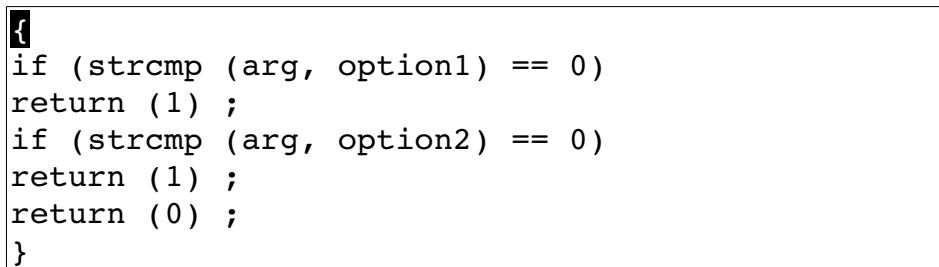 {
if (strcmp (arg, option1) == 0)
return (1) ;
if (strcmp (arg, option2) == 0)
return (1) ;
return (0) ;
}